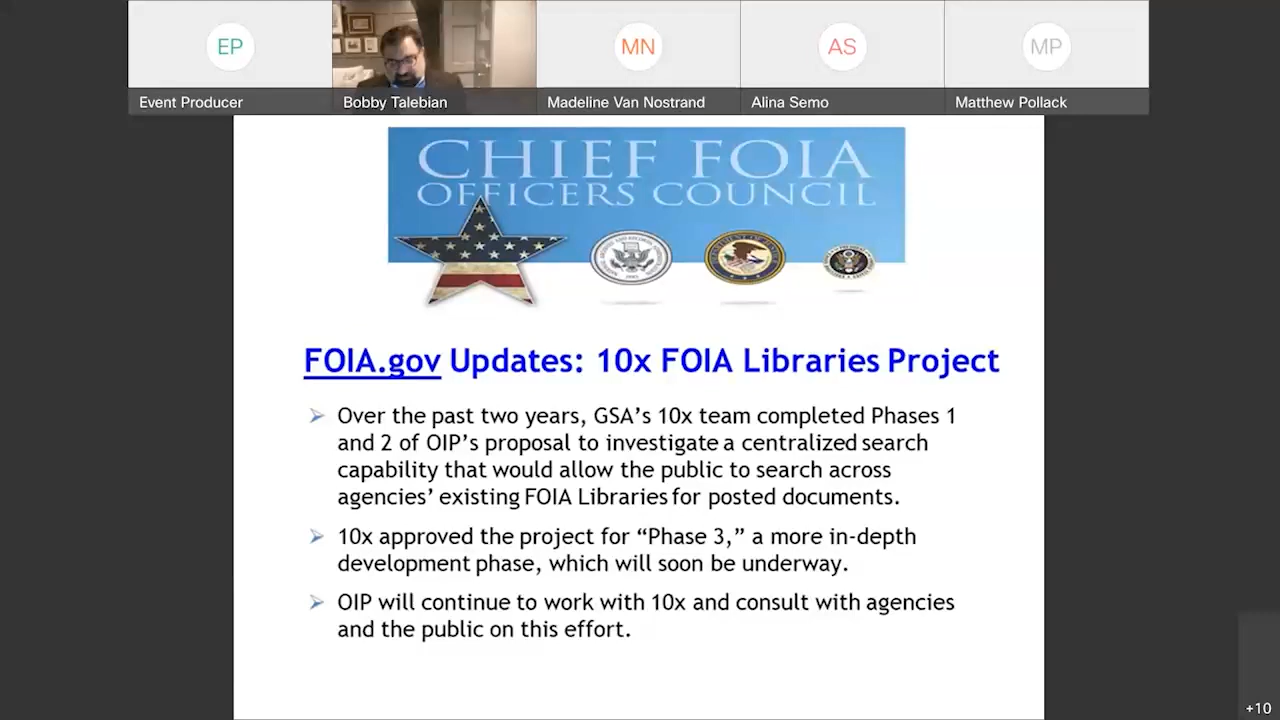 EP
MN
AS
MP
Event Producer
Bobby Talebian
Madeline Van Nostrand
Alina Semo
Matthew Pollack
CHIEF FOIA
OFFICERS COUNCIL
FOIA.gov Updates: 10x FOIA Libraries Project
Over the past two years, GSA’s 10x team completed Phases 1
and 2 of OIP’s proposal to investigate a centralized search
capability that would allow the public to search across
agencies’ existing FOIA Libraries for posted documents.
10x approved the project for “Phase 3,” a more in-depth
development phase, which will soon be underway.
OIP will continue to work with 10x and consult with agencies
and the public on this effort.
+10